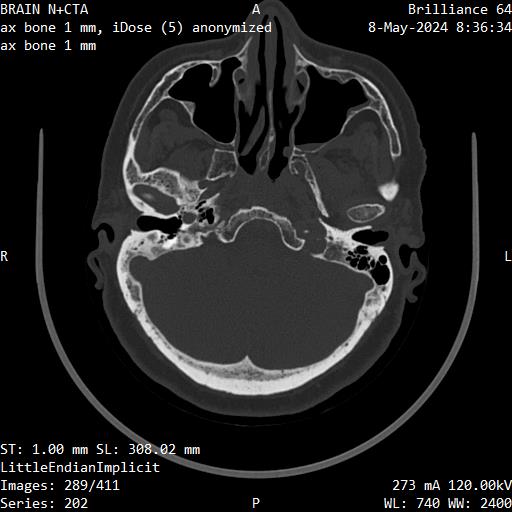 BRAIN N+CTA A Brilliance 64
ax bone 1 mm, iDose (5) anonymized 8-May-2024 8:36:34
ax bone 1 mm
R L
ST: 1.00 mm SL: 308.02 mm
LittleEndianImplicit
Images: 289/411 273 mA 120.00kV
Series: 202 P WL: 740 WW: 2400